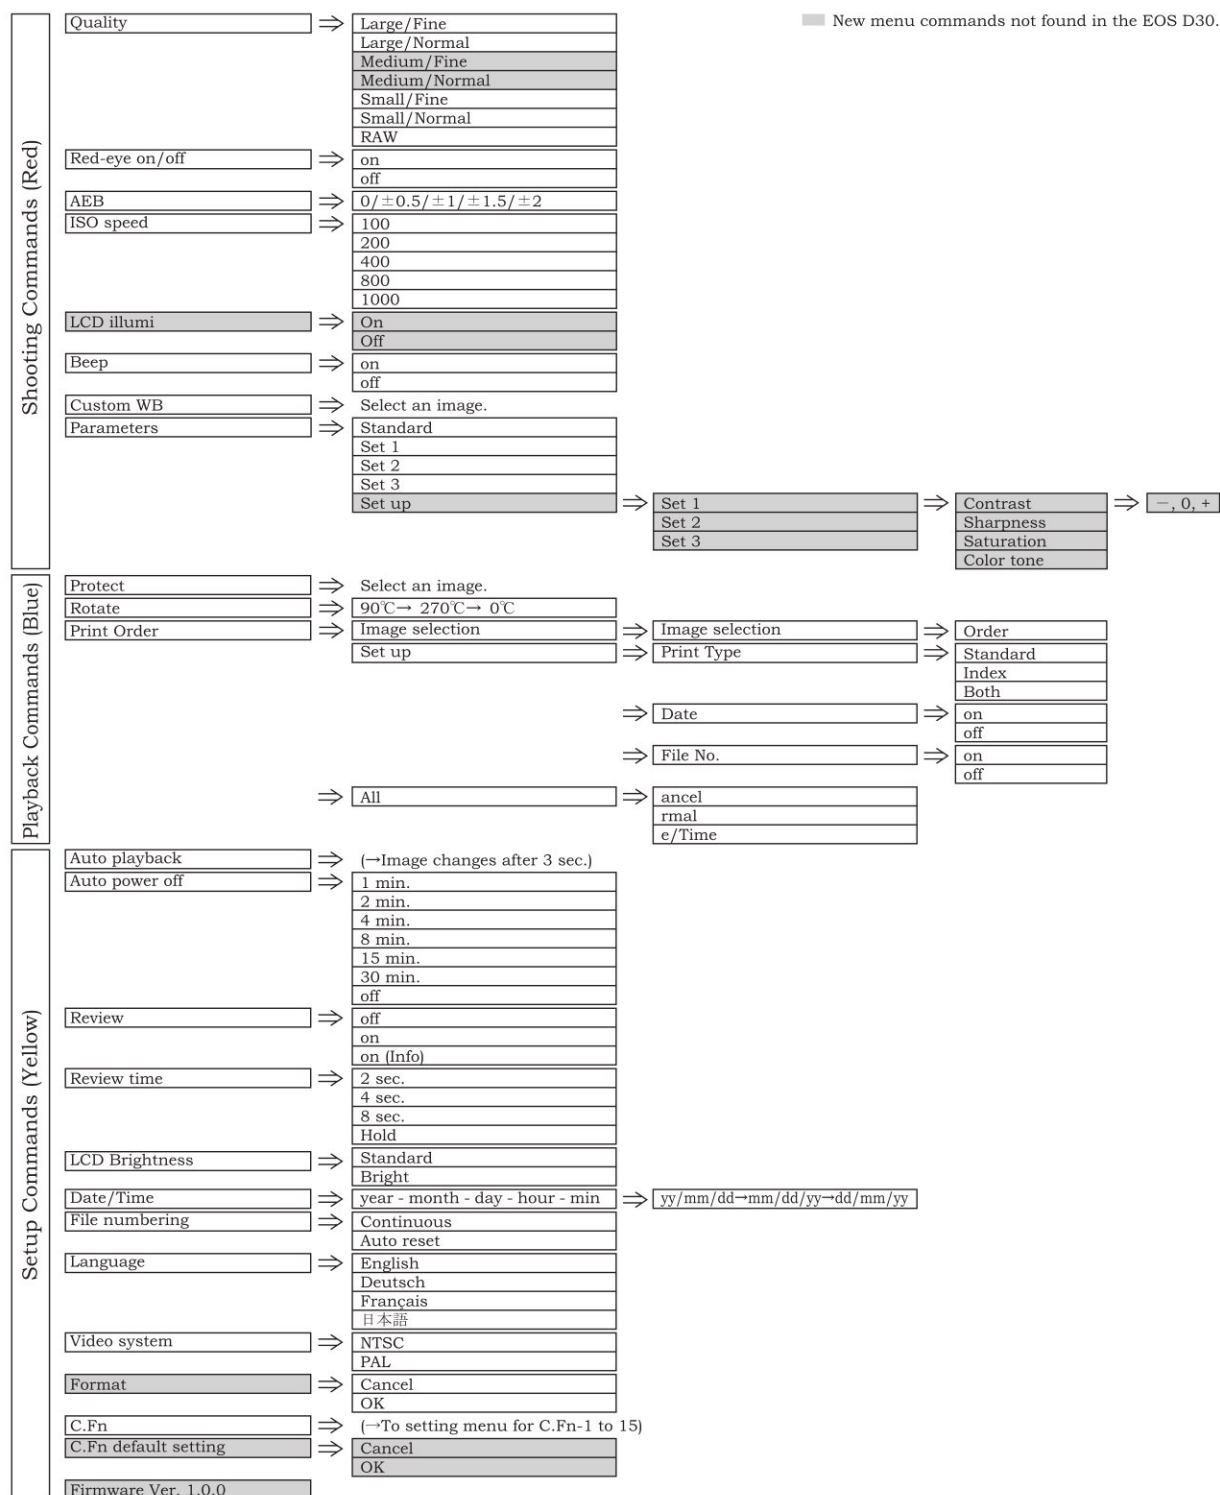 New menu commands not found in the EOS D30.
Shooting Commands (Red)
Quality ⇒ Large/Fine
Large/Normal
Medium/Fine
Medium/Normal
Small/Fine
Small/Normal
RAW
Red-eye on/off ⇒ on
off
AEB ⇒ 0/±0.5/±1/±1.5/±2
ISO speed ⇒ 100
200
400
800
1000
LCD illumi ⇒ On
Off
Beep ⇒ on
off
Custom WB ⇒ Select an image.
Parameters ⇒ Standard
Set 1
Set 2
Set 3
Set up ⇒ Set 1 ⇒ Contrast ⇒ −, 0, +
Set 2 Sharpness
Set 3 Saturation
Color tone
Playback Commands (Blue)
Protect ⇒ Select an image.
Rotate ⇒ 90℃→ 270℃→ 0℃
Print Order ⇒ Image selection ⇒ Image selection ⇒ Order
Set up ⇒ Print Type ⇒ Standard
Index
Both
⇒ Date ⇒ on
off
⇒ File No. ⇒ on
off
⇒ All ⇒ ancel
rmal
e/Time
Setup Commands (Yellow)
Auto playback ⇒ (→Image changes after 3 sec.)
Auto power off ⇒ 1 min.
2 min.
4 min.
8 min.
15 min.
30 min.
off
Review ⇒ off
on
on (Info)
Review time ⇒ 2 sec.
4 sec.
8 sec.
Hold
LCD Brightness ⇒ Standard
Bright
Date/Time ⇒ year - month - day - hour - min ⇒ yy/mm/dd→mm/dd/yy→dd/mm/yy
File numbering ⇒ Continuous
Auto reset
Language ⇒ English
Deutsch
Français
日本語
Video system ⇒ NTSC
PAL
Format ⇒ Cancel
OK
C.Fn ⇒ (→To setting menu for C.Fn-1 to 15)
C.Fn default setting ⇒ Cancel
OK
Firmware Ver. 1.0.0